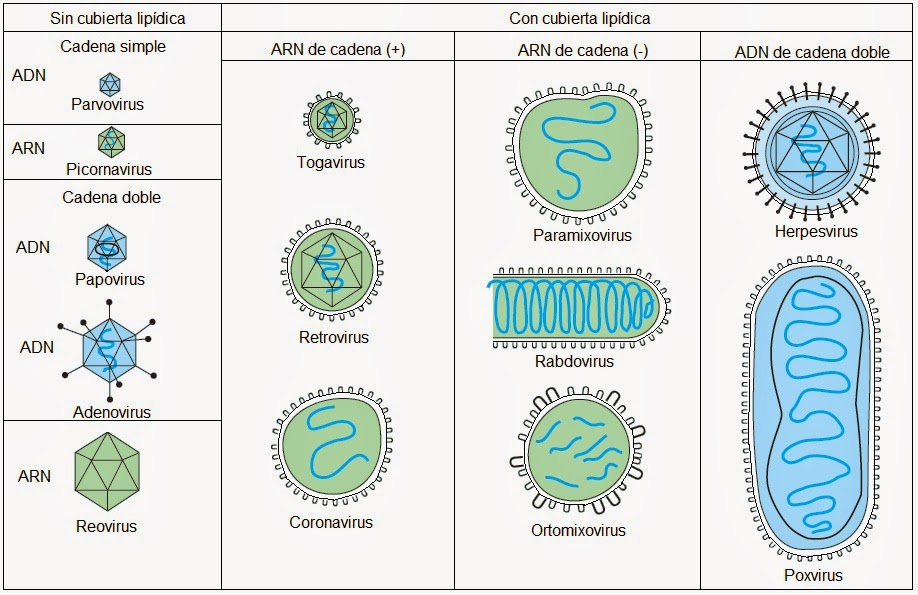 Sin cubierta lipídica
Con cubierta lipídica
Cadena simple
ADN
Parvovirus
ARN
Picornavirus
Cadena doble
ADN
Papovirus
ADN
Adenovirus
ARN
Reovirus
ARN de cadena (+)
Togavirus
Retrovirus
Coronavirus
ARN de cadena (-)
Paramixovirus
Rabdovirus
Ortomixovirus
ADN de cadena doble
Herpesvirus
Poxvirus